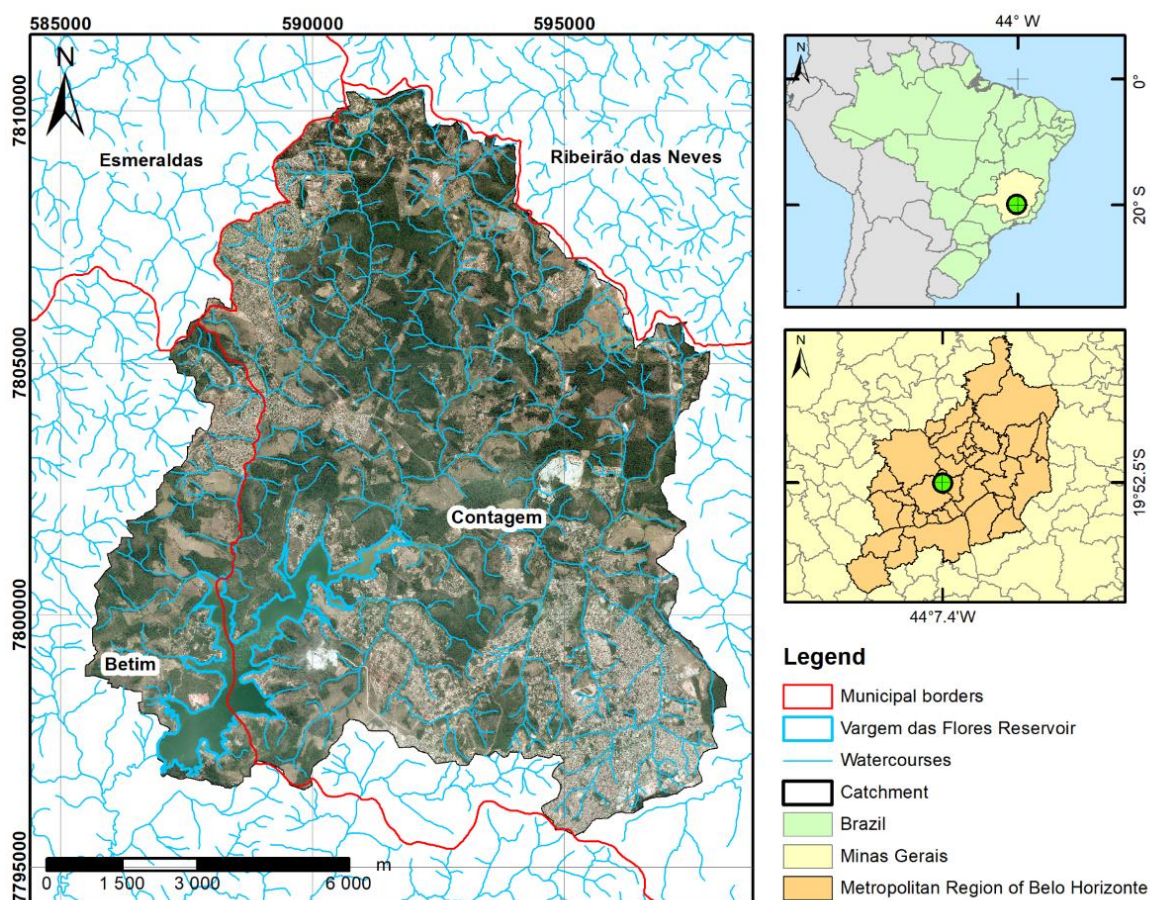 585000
590000
595000
44° W
N
7810000
Esmeraldas
Ribeirão das Neves
N
0°
20° S
7805000
N
Contagem
19°52.5'S
7800000
Betim
44°7.4'W
Legend
Municipal borders
Vargem das Flores Reservoir
Watercourses
Catchment
Brazil
Minas Gerais
Metropolitan Region of Belo Horizonte
7795000
m
0 1 500 3 000 6 000